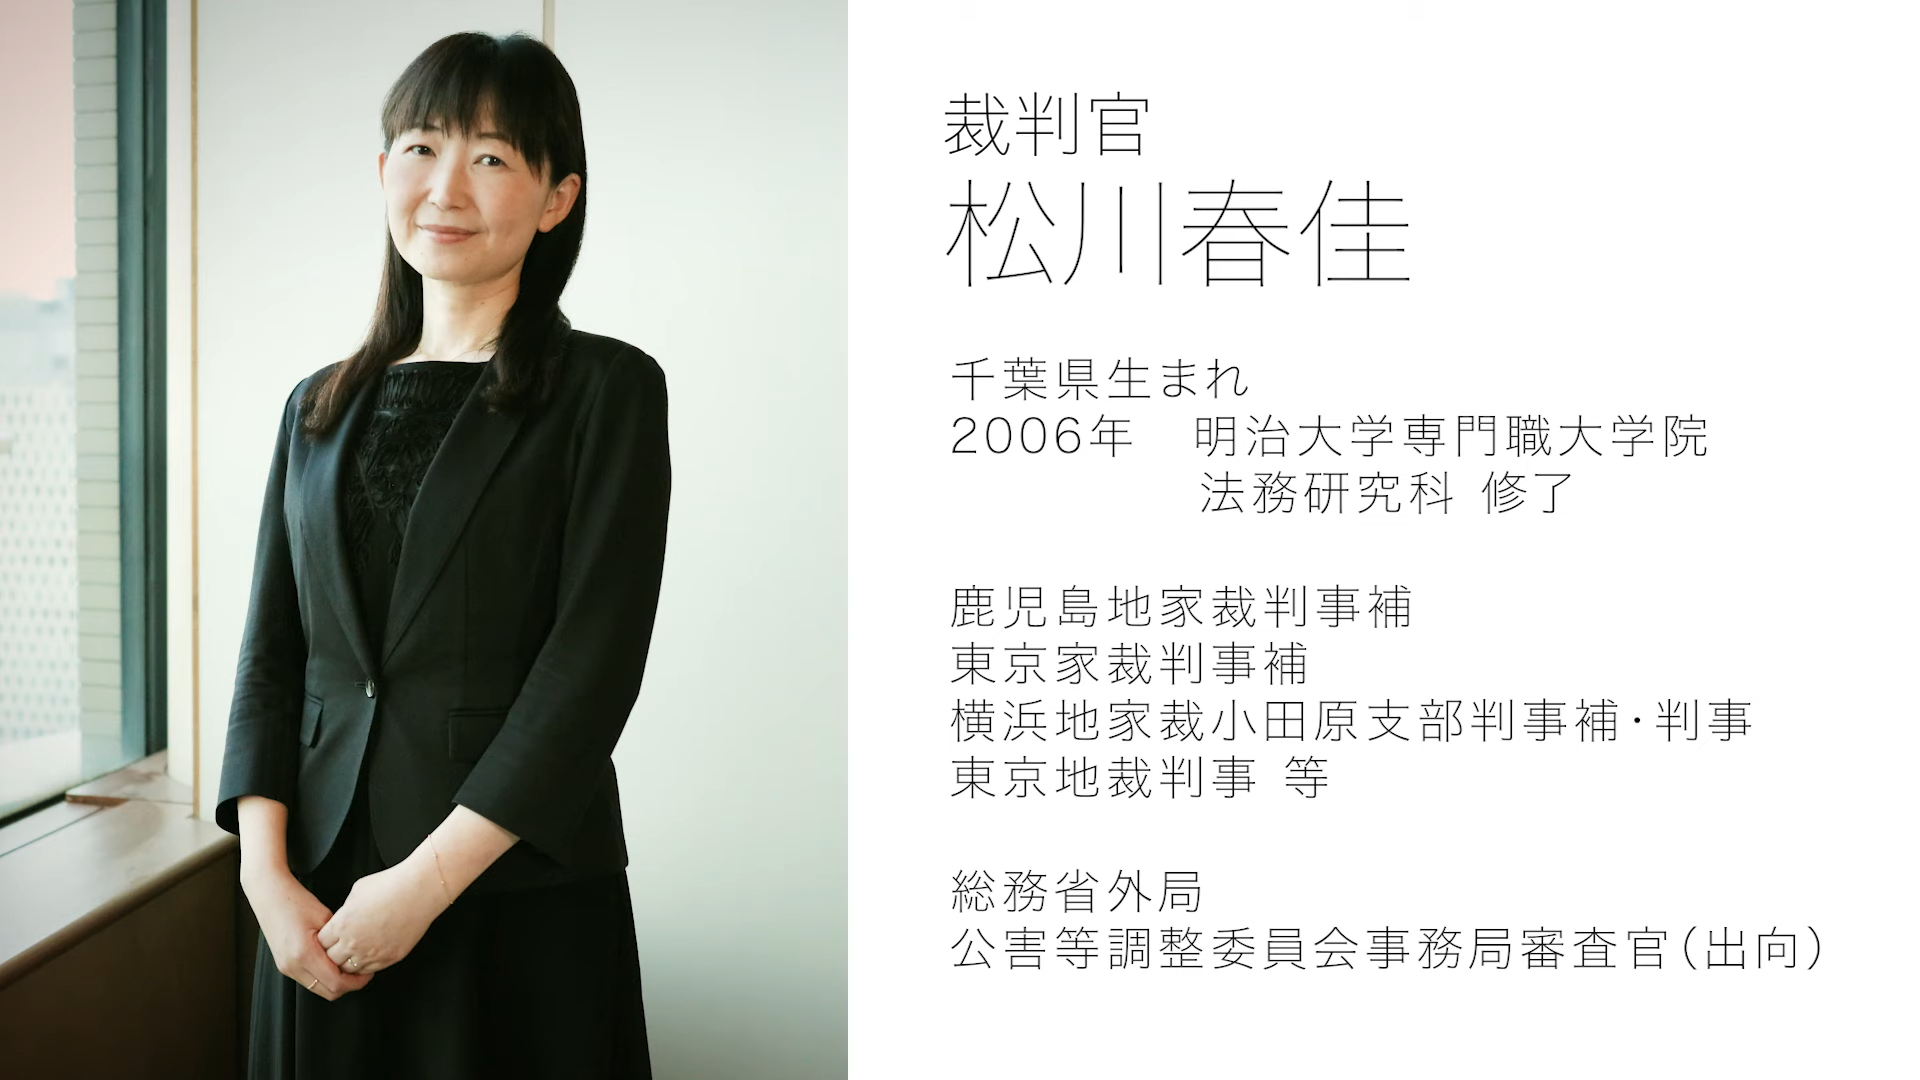 裁判官
松川春佳
千葉県生まれ
2006年　明治大学専門職大学院
法務研究科 修了
鹿児島地家裁判事補
東京家裁判事補
横浜地家裁小田原支部判事補・判事
東京地裁判事 等
総務省外局
公害等調整委員会事務局審査官（出向）